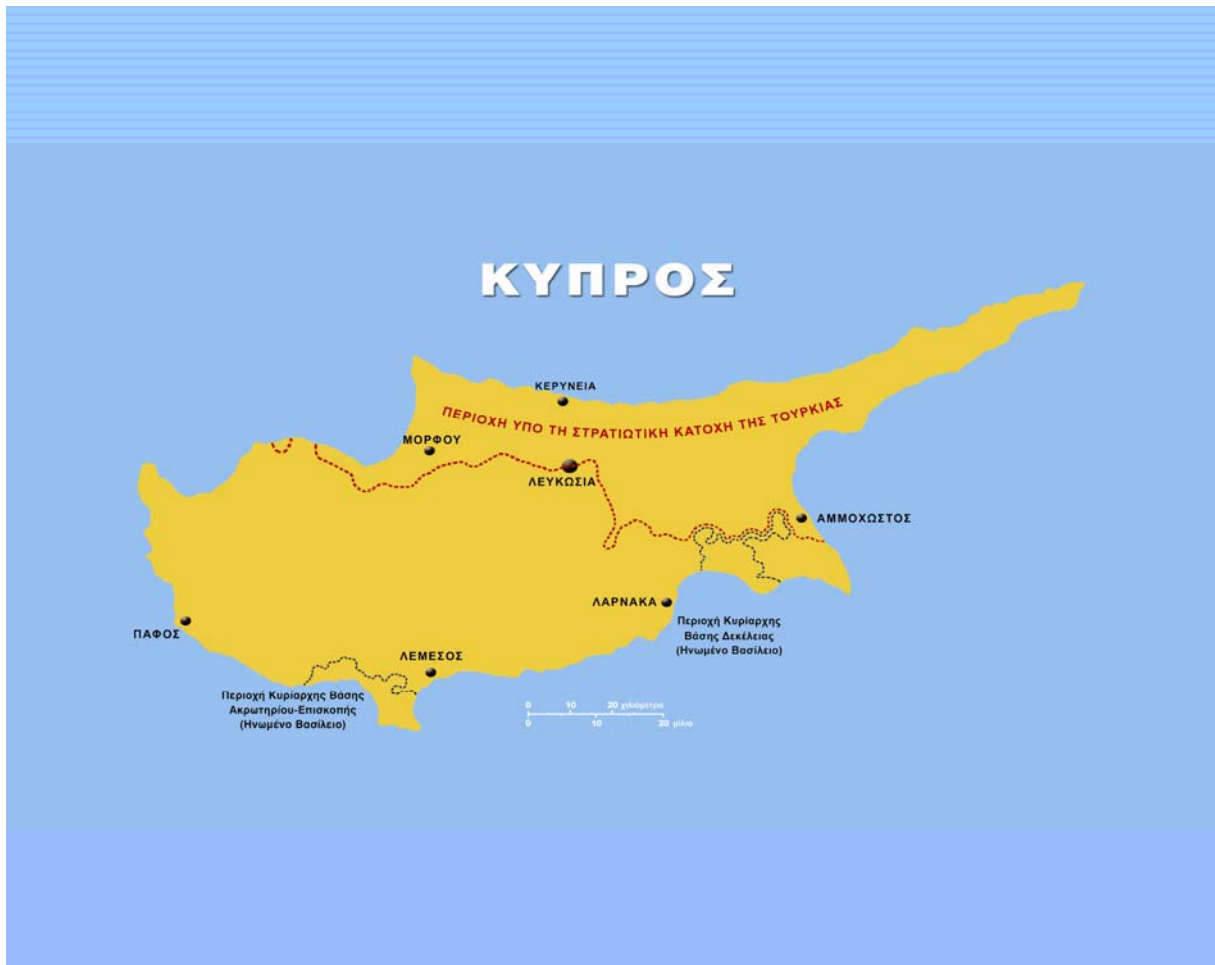 ΚΥΠΡΟΣ
ΚΕΡΥΝΕΙΑ
ΠΕΡΙΟΧΗ ΥΠΟ ΤΗ ΣΤΡΑΤΙΩΤΙΚΗ ΚΑΤΟΧΗ ΤΗΣ ΤΟΥΡΚΙΑΣ
ΜΟΡΦΟΥ
ΛΕΥΚΩΣΙΑ
ΑΜΜΟΧΩΣΤΟΣ
ΛΑΡΝΑΚΑ
Περιοχή Κυρίαρχης
Βάσης Δεκέλειας
(Ηνωμένο Βασίλειο)
ΠΑΦΟΣ
ΛΕΜΕΣΟΣ
Περιοχή Κυρίαρχης Βάσης
Ακρωτηρίου-Επισκοπής
(Ηνωμένο Βασίλειο)
0 10 20 χιλιόμετρα
0 10 20 μίλια